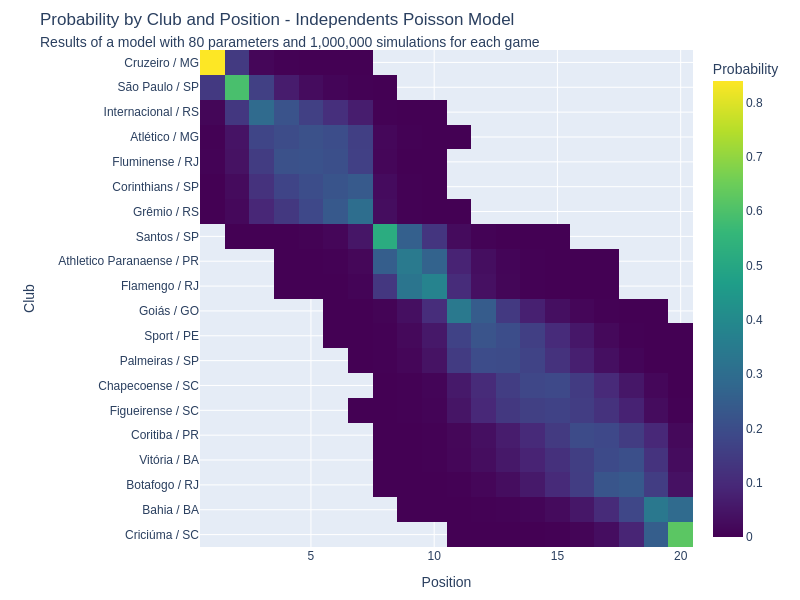 Probability by Club and Position - Independents Poisson Model
Results of a model with 80 parameters and 1,000,000 simulations for each game
Probability
Cruzeiro / MG
São Paulo / SP
Internacional / RS
Atlético / MG
Fluminense / RJ
Corinthians / SP
Grêmio / RS
Santos / SP
Athletico Paranaense / PR
Flamengo / RJ
Goiás / GO
Sport / PE
Palmeiras / SP
Chapecoense / SC
Figueirense / SC
Coritiba / PR
Vitória / BA
Botafogo / RJ
Bahia / BA
Criciúma / SC
Club
5
10
15
20
Position
0.8
0.7
0.6
0.5
0.4
0.3
0.2
0.1
0